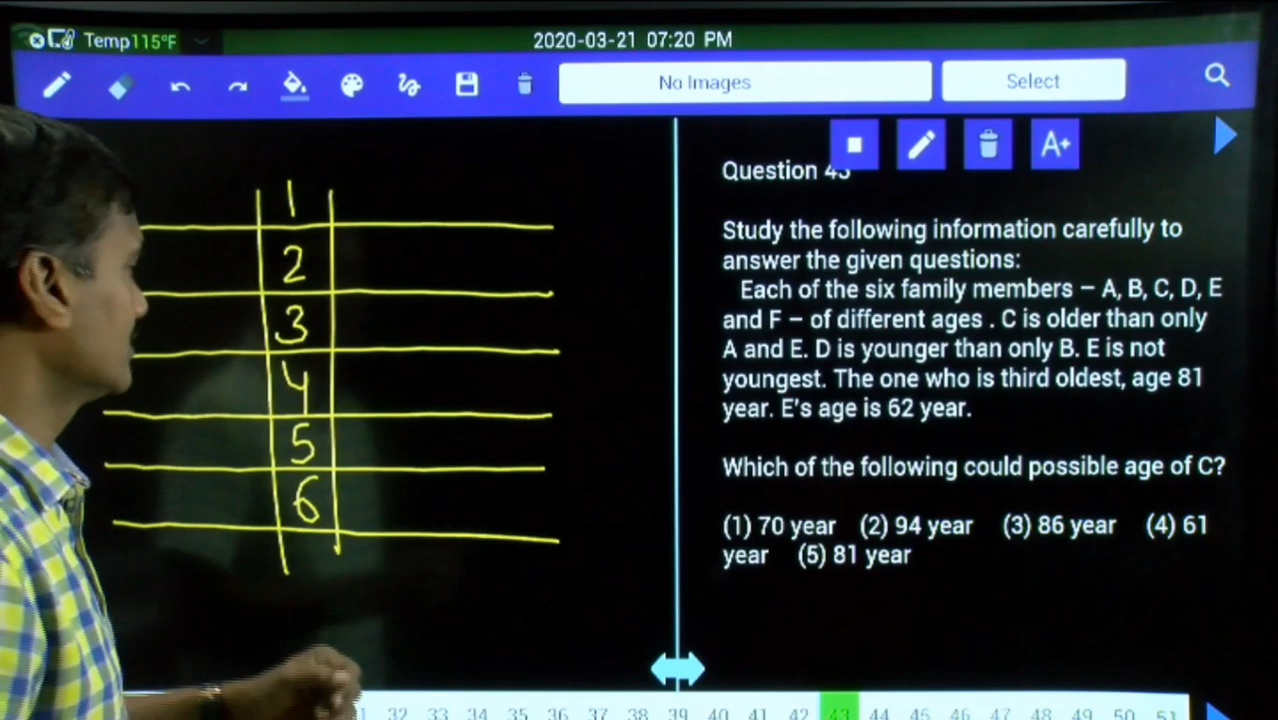 Temp115°F
2020-03-21 07:20 PM
No Images
Select
A+
1
2
3
4
5
6
Question 43
Study the following information carefully to
answer the given questions:
Each of the six family members – A, B, C, D, E
and F – of different ages . C is older than only
A and E. D is younger than only B. E is not
youngest. The one who is third oldest, age 81
year. E's age is 62 year.
Which of the following could possible age of C?
(1) 70 year (2) 94 year (3) 86 year (4) 61
year (5) 81 year
32 33 34 35 36 37 38 39 40 41 42 43 44 45 46 47 48 49 50 51